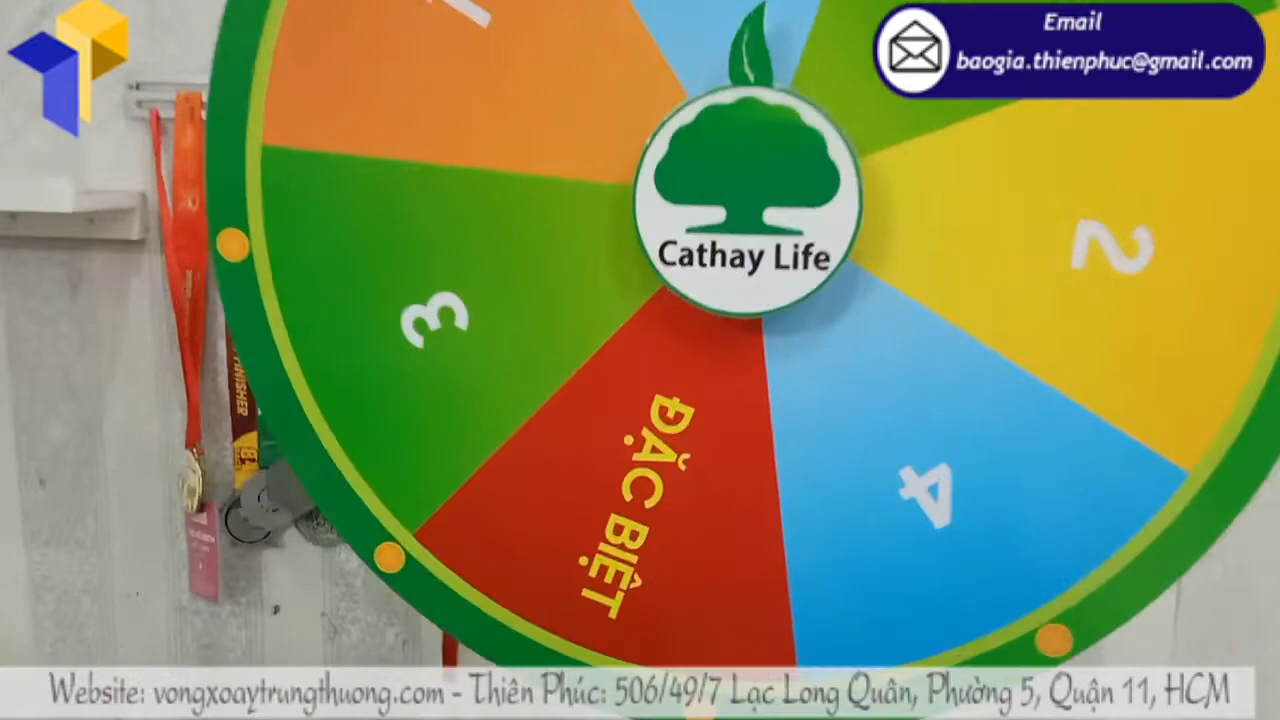 1
Email
baogia.thienphuc@gmail.com
2
Cathay Life
3
ĐẶC BIỆT
4
FINISHER
Website: vongxoaytrungthuong.com - Thiên Phúc: 506/49/7 Lạc Long Quân, Phường 5, Quận 11, HCM